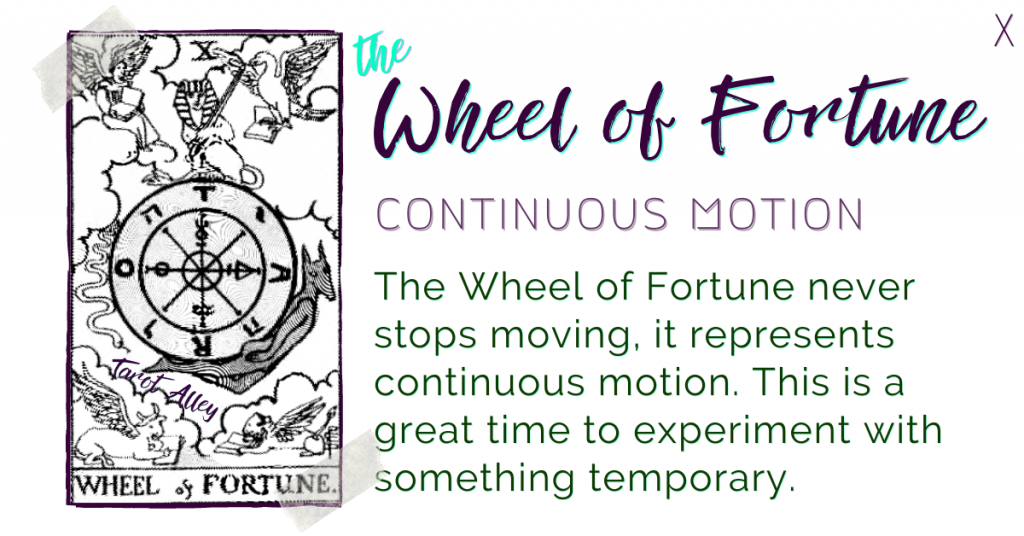 X
the
Wheel of Fortune
CONTINUOUS MOTION
The Wheel of Fortune never
stops moving, it represents
continuous motion. This is a
great time to experiment with
something temporary.
X
T
A
R
O
יהוה
Tarot Alley
WHEEL of FORTUNE.